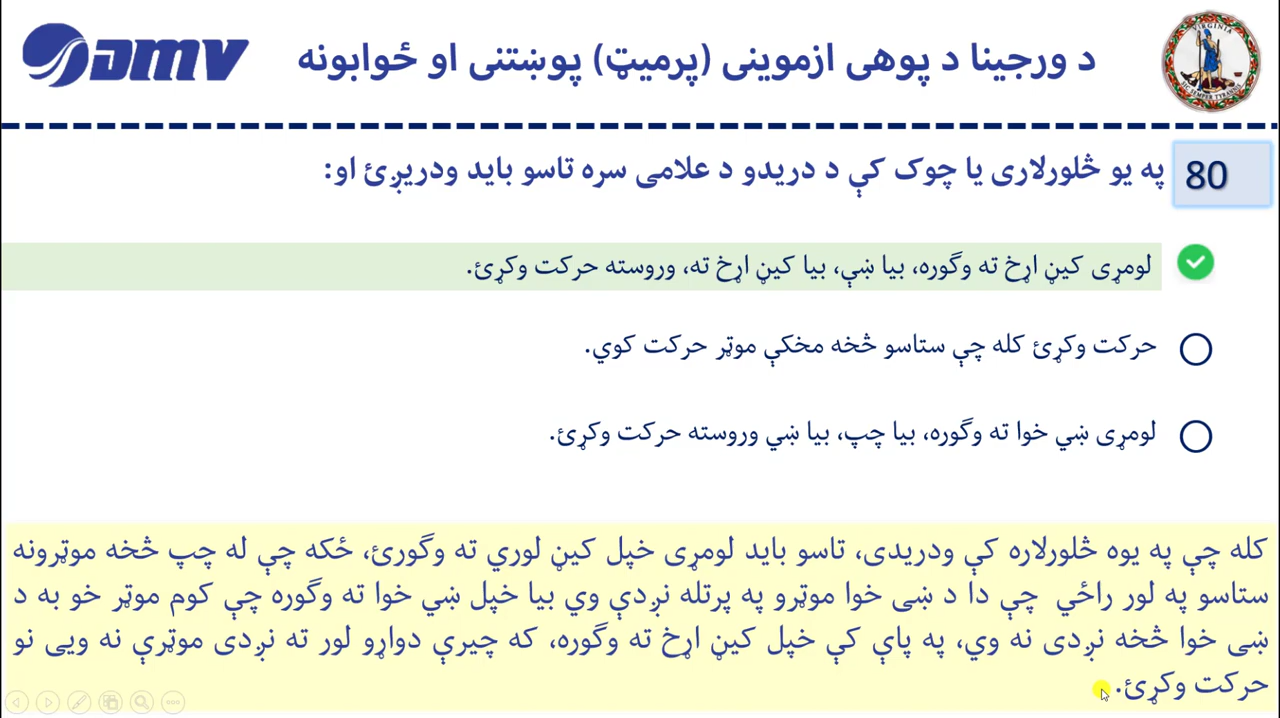 DMV
د ورجینا د پوهی ازموینی (پرمیټ) پوښتنی او ځوابونه
VIRGINIA
80
په یو څلورلاری یا چوک کې د دریدو د علامی سره تاسو باید ودریږئ او:
لومړی کیڼ اړخ ته وګوره، بیا ښې، بیا کیڼ اړخ ته، وروسته حرکت وکړئ.
حرکت وکړئ کله چې ستاسو څخه مخکې موټر حرکت کوي.
لومړی ښي خوا ته وګوره، بیا چپ، بیا ښي وروسته حرکت وکړئ.
کله چې په یوه څلورلاره کې ودریدی، تاسو باید لومړی خپل کیڼ لوري ته وګورئ، ځکه چې له چپ څخه موټرونه
ستاسو په لور راځي چې دا د ښی خوا موټرو په پرتله نږدې وي بیا خپل ښي خوا ته وګوره چې کوم موټر خو به د
ښی خوا څخه نږدی نه وي، په پاې کې خپل کیڼ اړخ ته وګوره، که چیرې دواړو لور ته نږدی موټرې نه ویی نو
حرکت وکړئ.